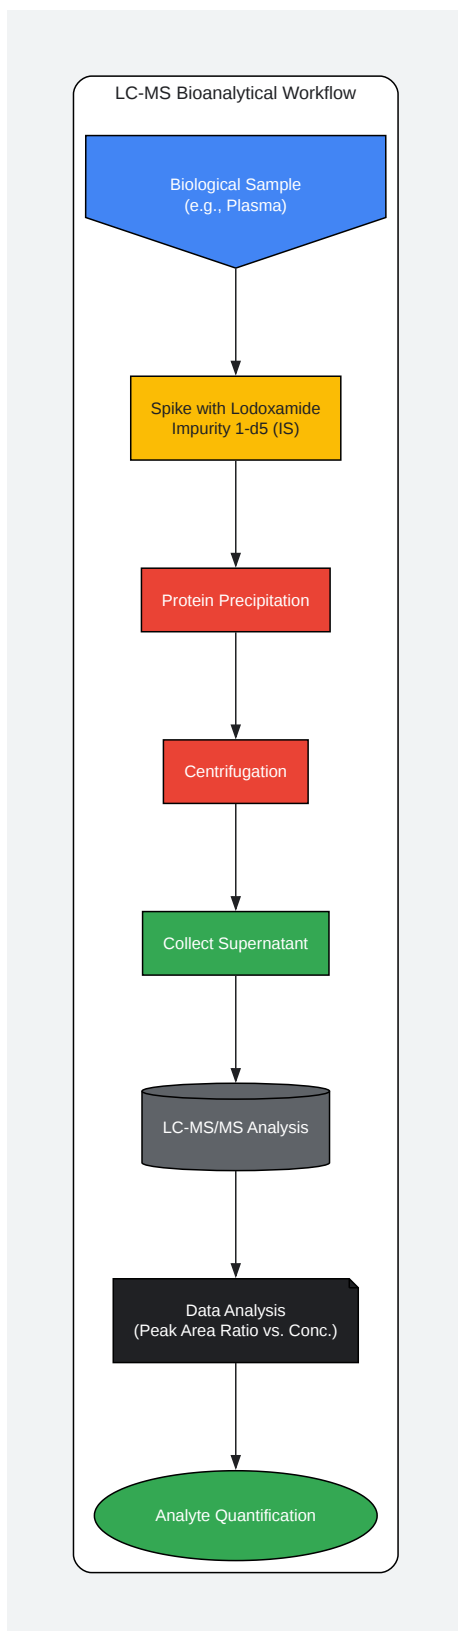 LC-MS Bioanalytical Workflow
Biological Sample
(e.g., Plasma)
Spike with Lodoxamide
Impurity 1-d5 (IS)
Protein Precipitation
Centrifugation
Collect Supernatant
LC-MS/MS Analysis
Data Analysis
(Peak Area Ratio vs. Conc.)
Analyte Quantification